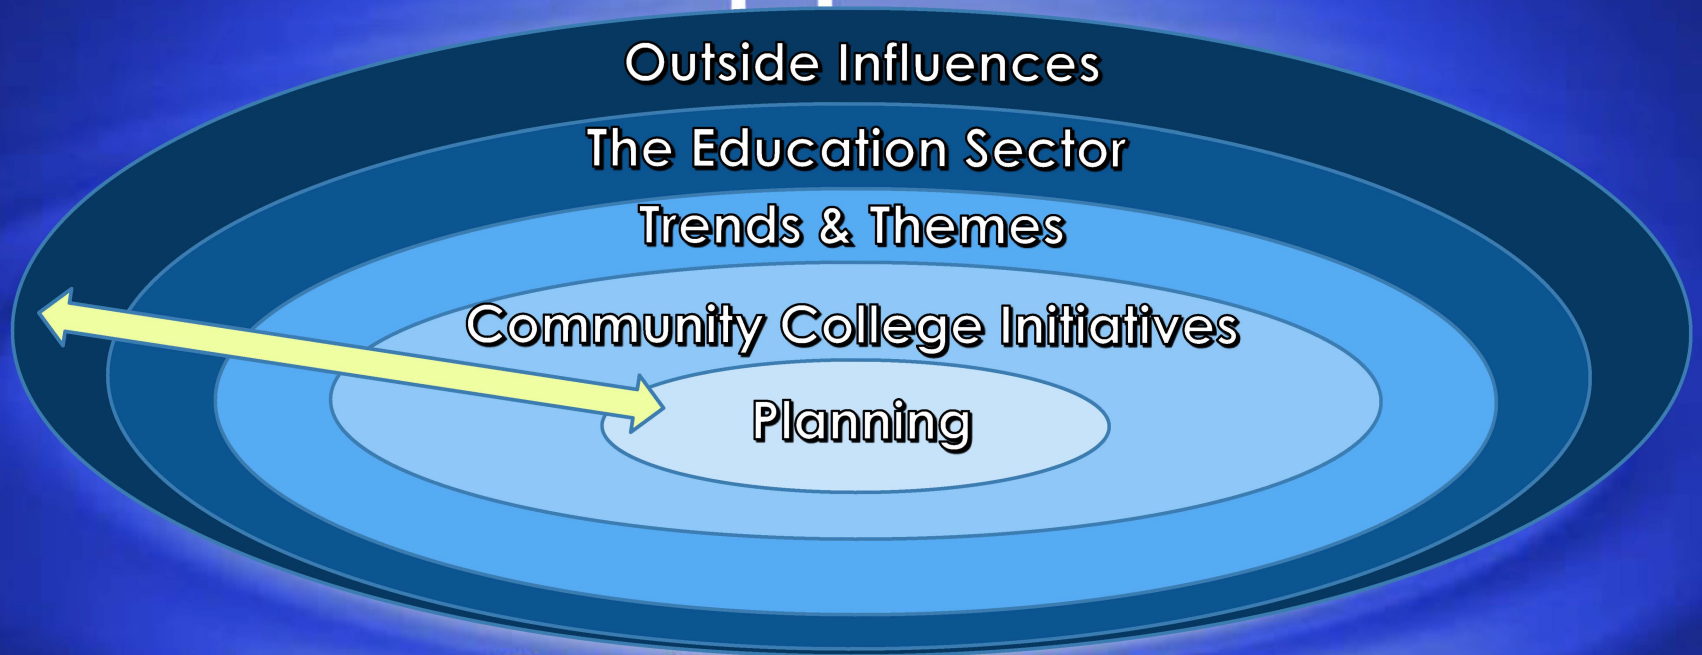 Outside Influences
The Education Sector
Trends & Themes
Community College Initiatives
Planning